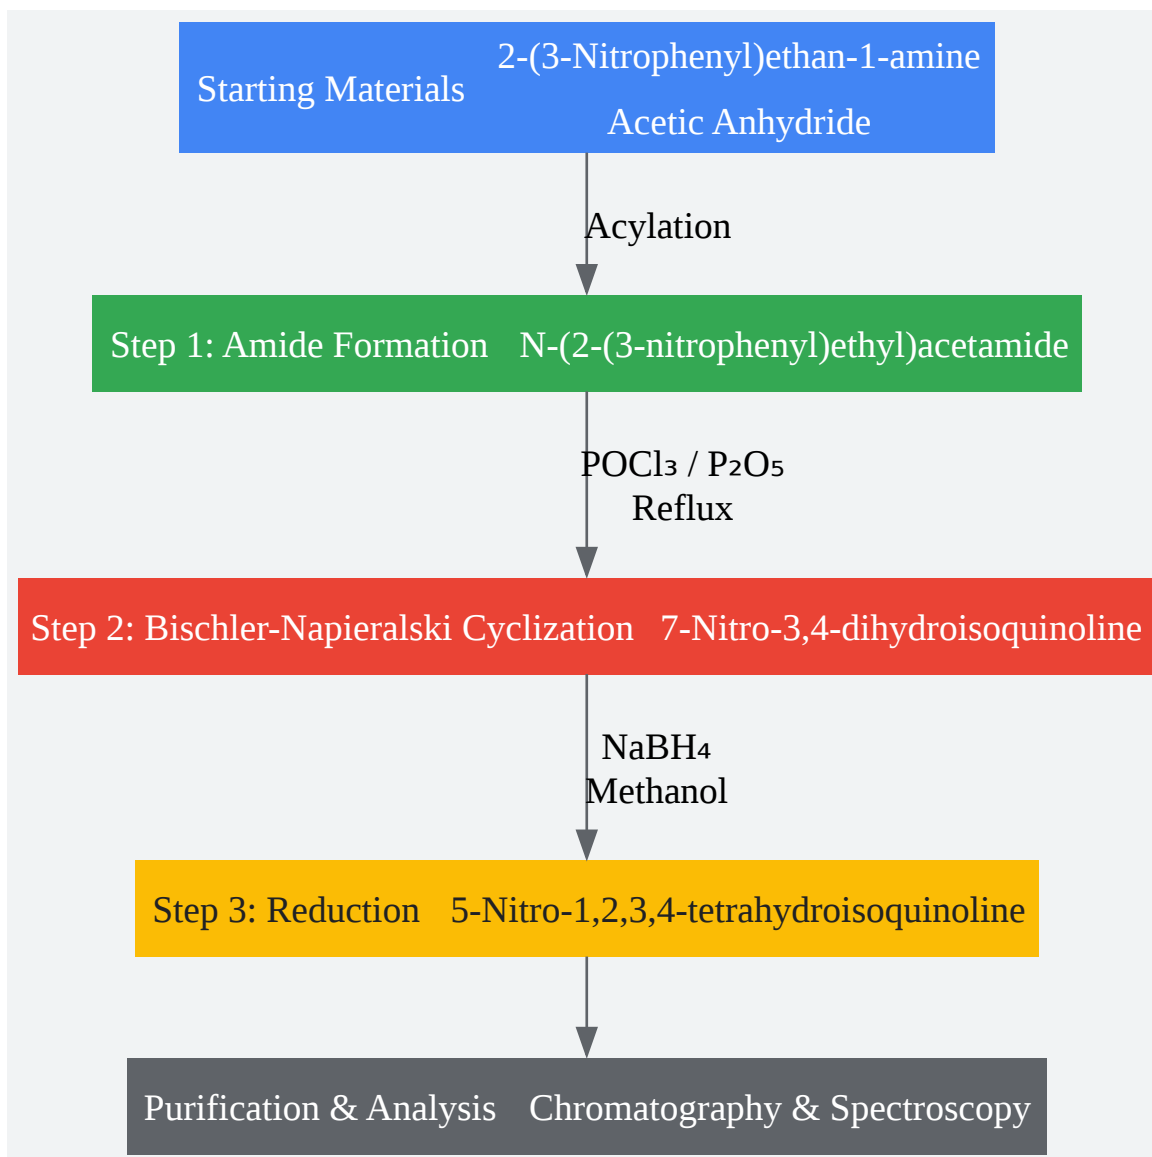 Starting Materials
2-(3-Nitrophenyl)ethan-1-amine
Acetic Anhydride
Acylation
Step 1: Amide Formation N-(2-(3-nitrophenyl)ethyl)acetamide
POCl₃ / P₂O₅
Reflux
Step 2: Bischler-Napieralski Cyclization 7-Nitro-3,4-dihydroisoquinoline
NaBH₄
Methanol
Step 3: Reduction 5-Nitro-1,2,3,4-tetrahydroisoquinoline
Purification & Analysis Chromatography & Spectroscopy